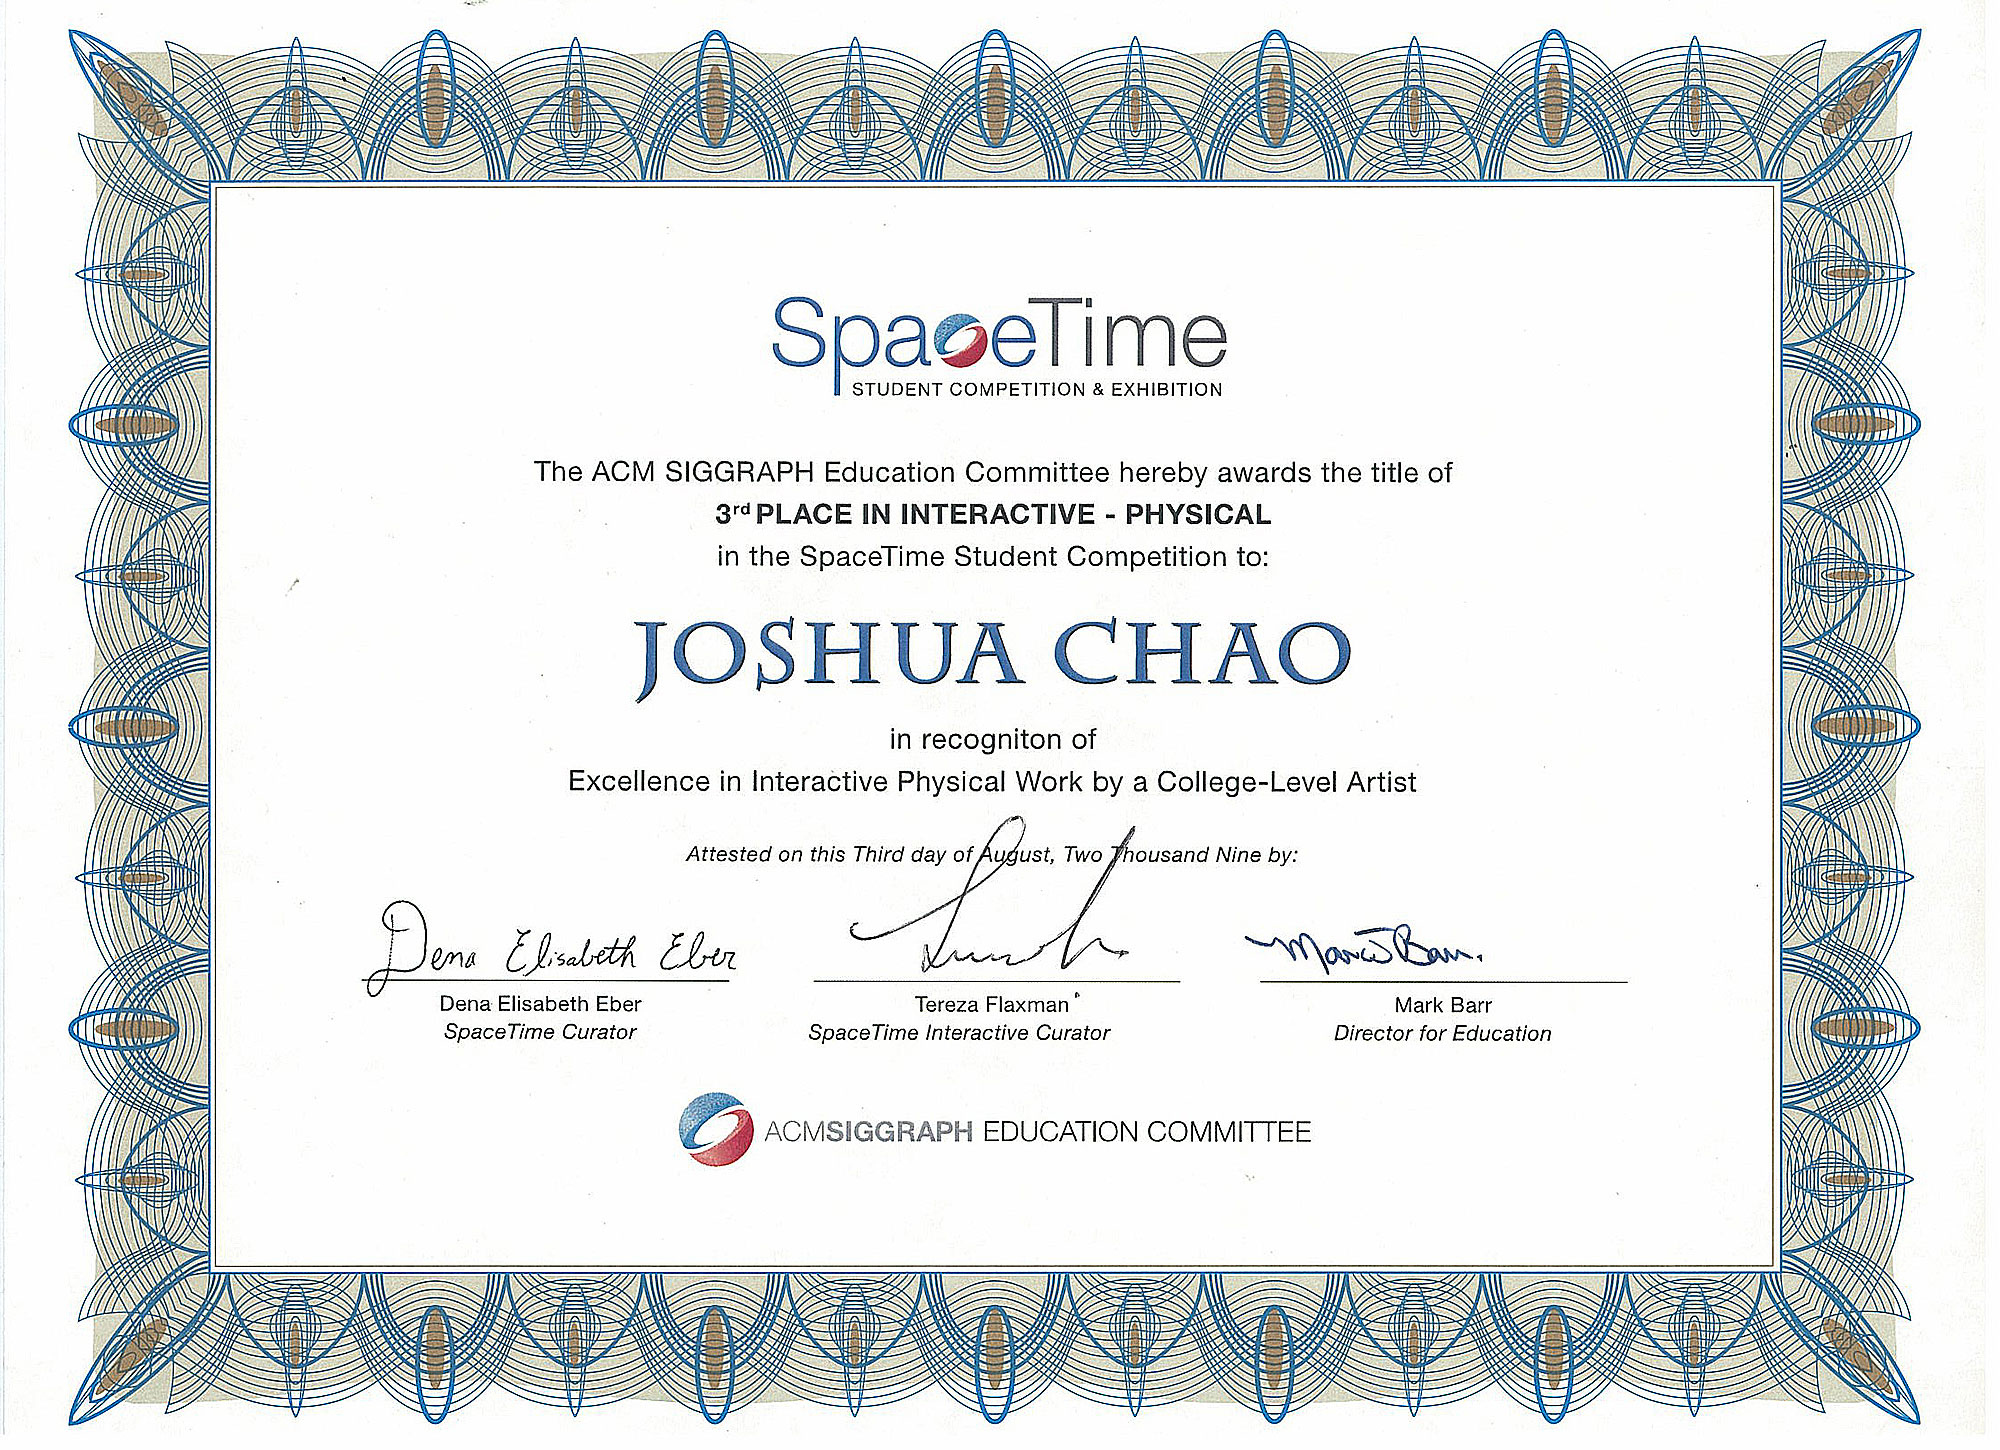 SpaceTime
STUDENT COMPETITION & EXHIBITION
The ACM SIGGRAPH Education Committee hereby awards the title of
3rd PLACE IN INTERACTIVE - PHYSICAL
in the SpaceTime Student Competition to:
JOSHUA CHAO
in recogniton of
Excellence in Interactive Physical Work by a College-Level Artist
Attested on this Third day of August, Two Thousand Nine by:
Dena Elisabeth Eber
Dena Elisabeth Eber
SpaceTime Curator
Tereza Flaxman
SpaceTime Interactive Curator
Mark Barr
Director for Education
ACMSIGGRAPH EDUCATION COMMITTEE